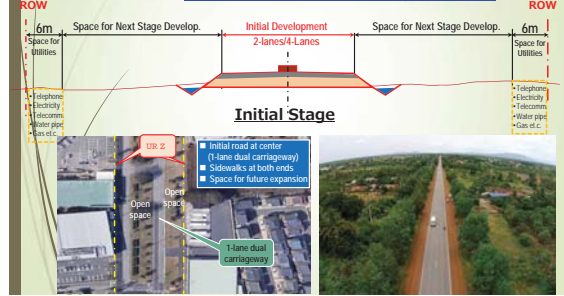 ROW
ROW
6m
Space for Next Stage Develop.
Initial Development
Space for Next Stage Develop.
6m
Space for
Utilities
2-lanes/4-Lanes
Space for
Utilities
• Telephone
• Electricity
• Telecomm.
• Water pipe
• Gas et.c.
• Telephone
• Electricity
• Telecomm.
• Water pipe
• Gas et.c.
Initial Stage
UR Z
Initial road at center
(1-lane dual carriageway)
Sidewalks at both ends
Space for future expansion
Open
space
Open
space
1-lane dual
carriageway